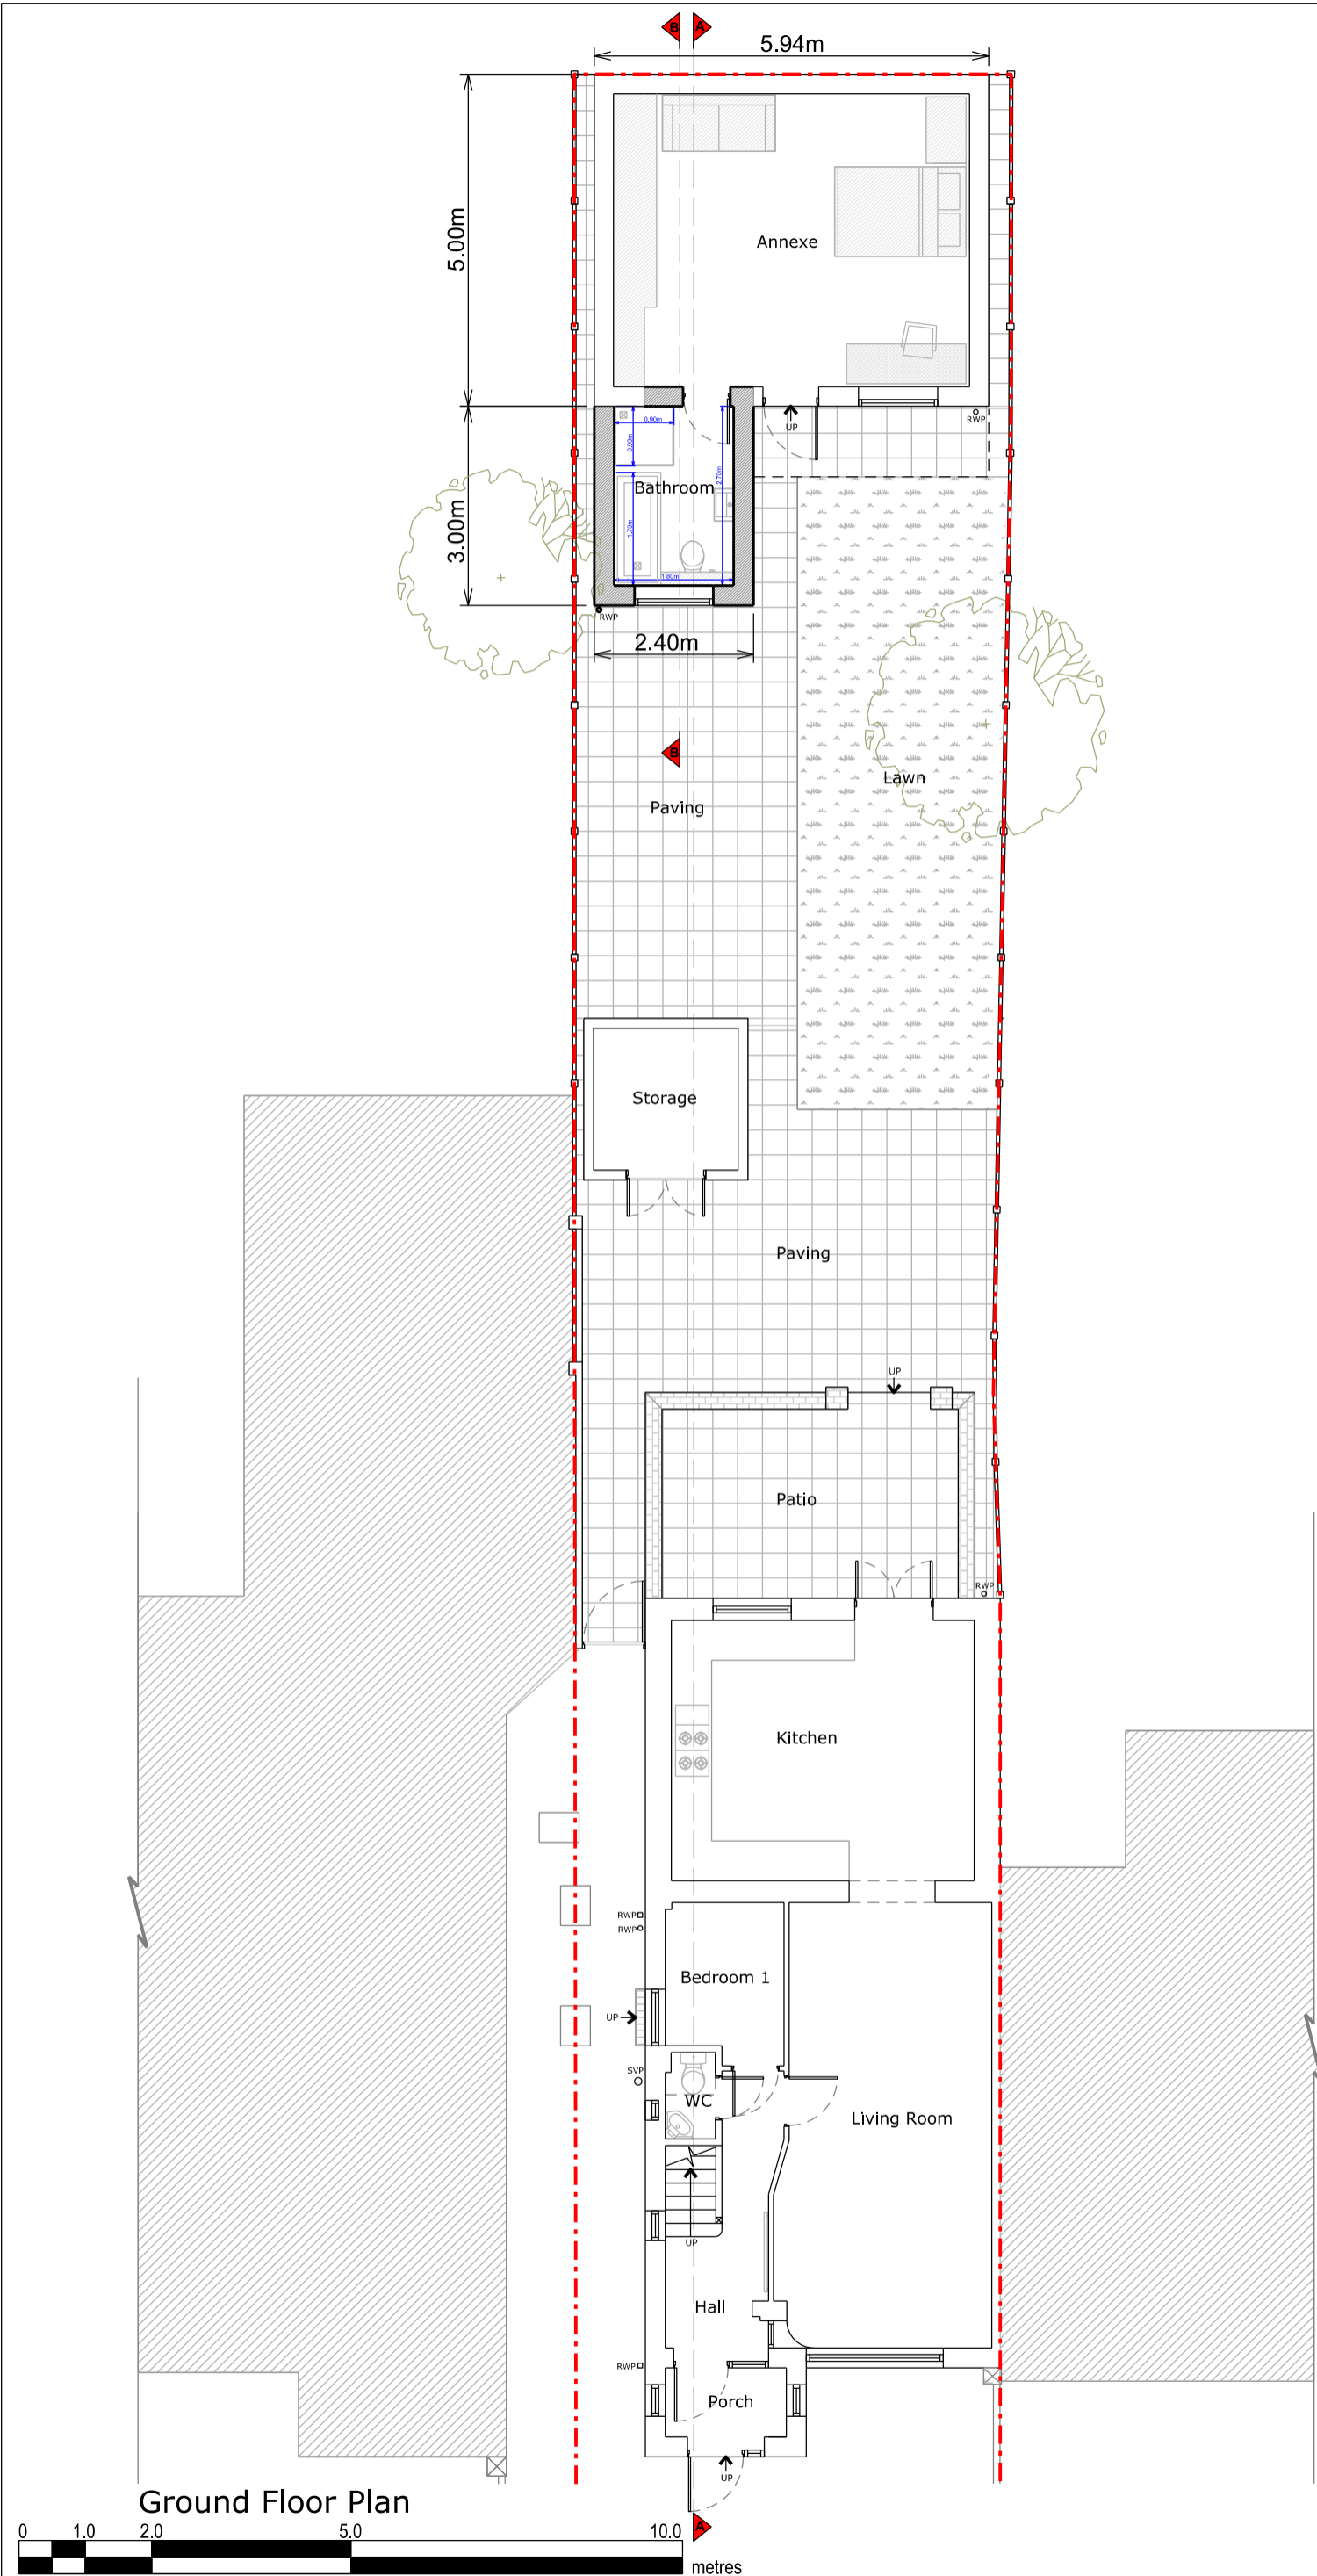 B A
5.94m
5.00m
Annexe
UP
RWP
0.90m
0.90m
2.70m
Bathroom
3.00m
1.20m
1.80m
RWP
2.40m
B
Lawn
Paving
Storage
Paving
UP
Patio
RWP
Kitchen
RWP
RWP
Bedroom 1
UP
SVP
WC
Living Room
UP
Hall
RWP
Porch
UP
Ground Floor Plan
A
0 1.0 2.0 5.0 10.0
metres